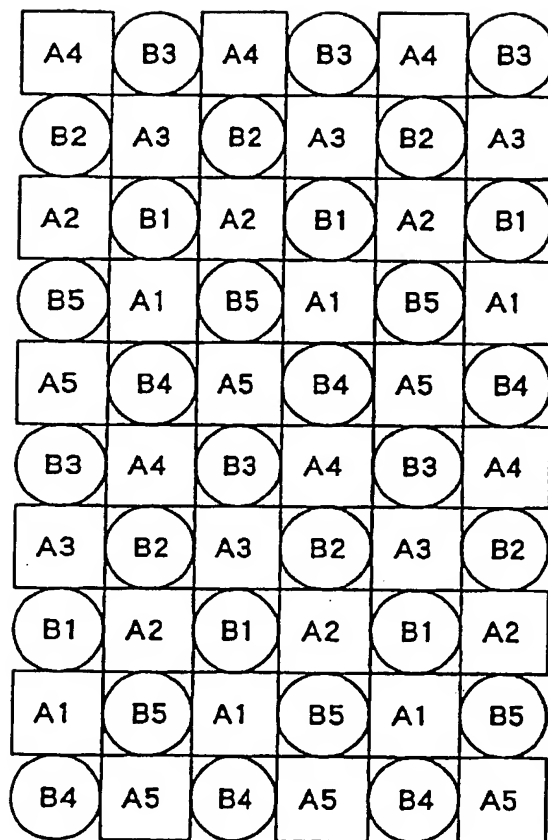 A4 B3 A4 B3 A4 B3
B2 A3 B2 A3 B2 A3
A2 B1 A2 B1 A2 B1
B5 A1 B5 A1 B5 A1
A5 B4 A5 B4 A5 B4
B3 A4 B3 A4 B3 A4
A3 B2 A3 B2 A3 B2
B1 A2 B1 A2 B1 A2
A1 B5 A1 B5 A1 B5
B4 A5 B4 A5 B4 A5